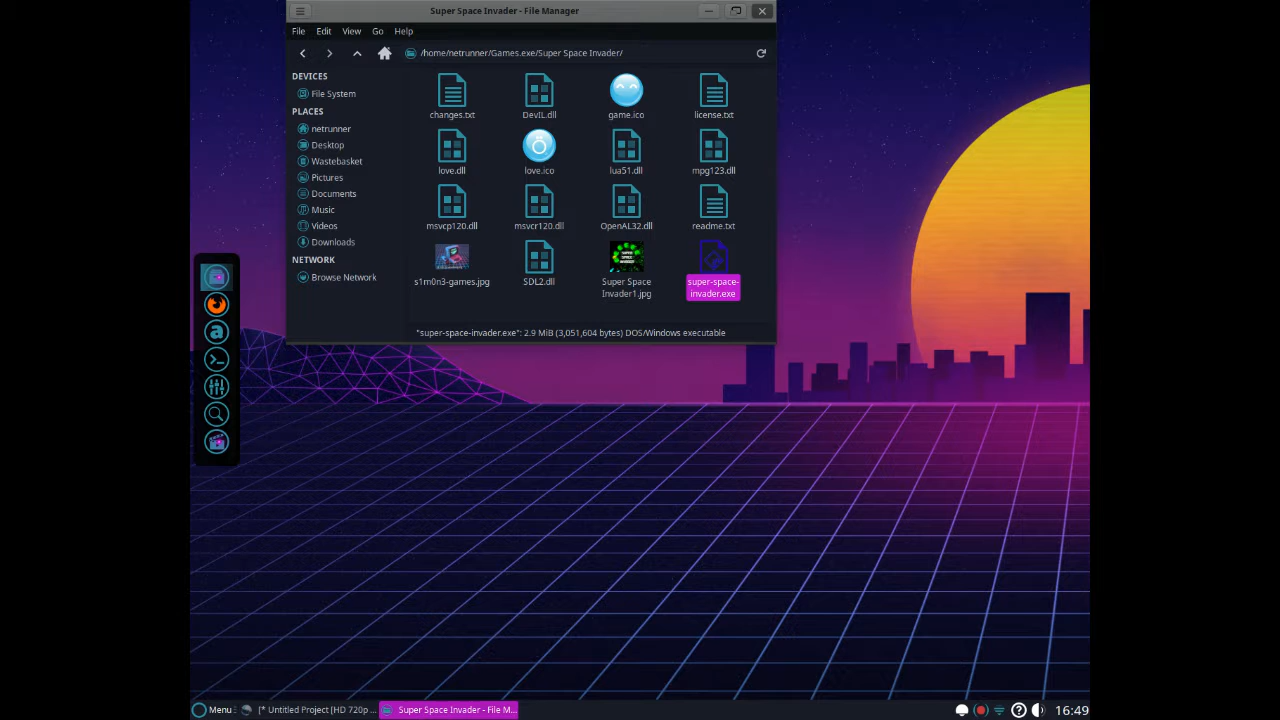 Super Space Invader - File Manager
File Edit View Go Help
/home/netrunner/Games.exe/Super Space Invader/
DEVICES
File System
PLACES
netrunner
Desktop
Wastebasket
Pictures
Documents
Music
Videos
Downloads
NETWORK
Browse Network
changes.txt DevIL.dll game.ico license.txt
love.dll love.ico lua51.dll mpg123.dll
msvcp120.dll msvcr120.dll OpenAL32.dll readme.txt
s1m0n3-games.jpg SDL2.dll Super Space super-space-
Invader1.jpg invader.exe
"super-space-invader.exe": 2.9 MiB (3,051,604 bytes) DOS/Windows executable
Menu [* Untitled Project [HD 720p ... Super Space Invader - File M... 16:49